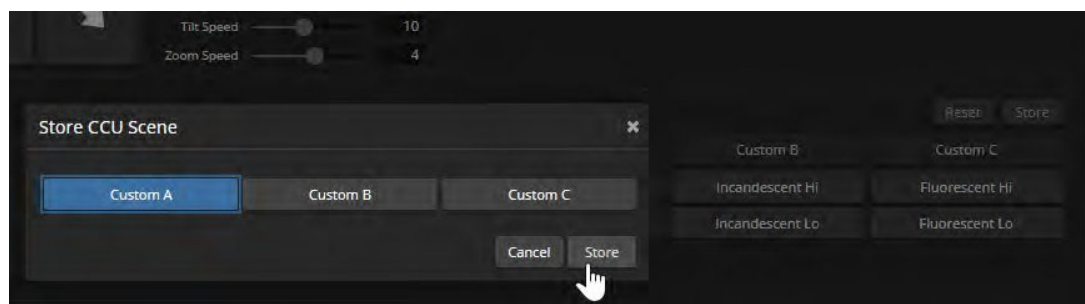 Tilt Speed 10
Zoom Speed 4
Reset Store
Store CCU Scene
Custom B Custom C
Custom A Custom B Custom C
Incandescent Hi Fluorescent Hi
Incandescent Lo Fluorescent Lo
Cancel Store